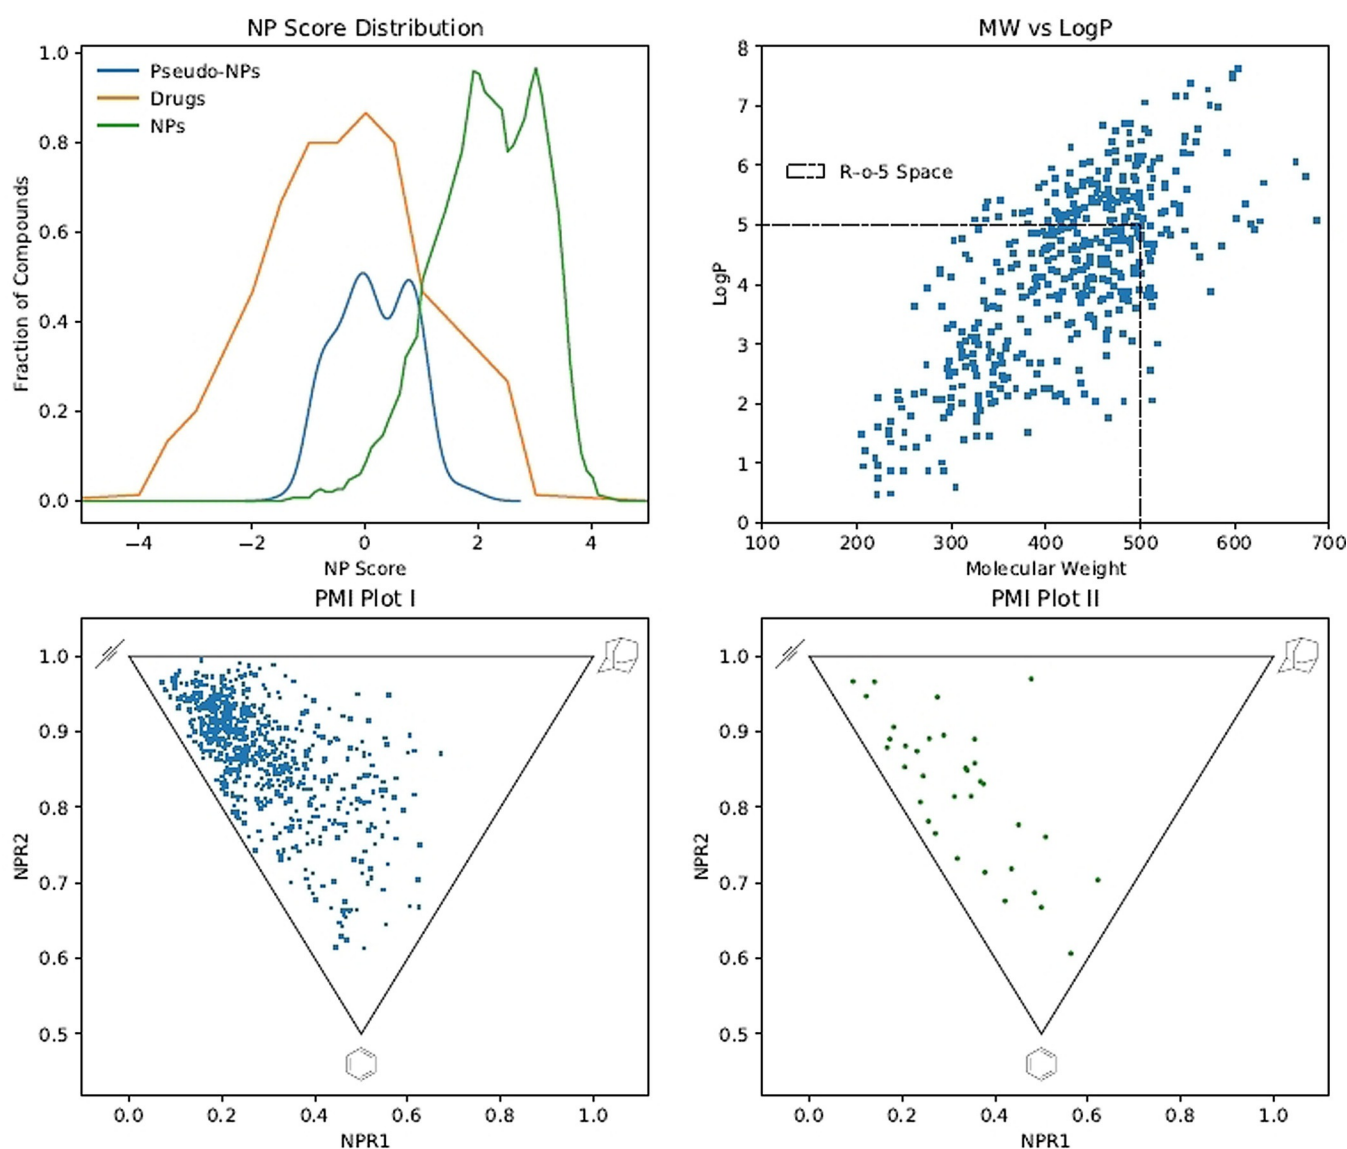 NP Score Distribution
1.0
0.8
0.6
0.4
0.2
0.0
Fraction of Compounds
Pseudo-NPs
Drugs
NPs
−4 −2 0 2 4
NP Score
MW vs LogP
8
7
6
5
4
3
2
1
0
LogP
R-o-5 Space
100 200 300 400 500 600 700
Molecular Weight
PMI Plot I
1.0
0.9
0.8
0.7
0.6
0.5
NPR2
0.0 0.2 0.4 0.6 0.8 1.0
NPR1
PMI Plot II
1.0
0.9
0.8
0.7
0.6
0.5
NPR2
0.0 0.2 0.4 0.6 0.8 1.0
NPR1